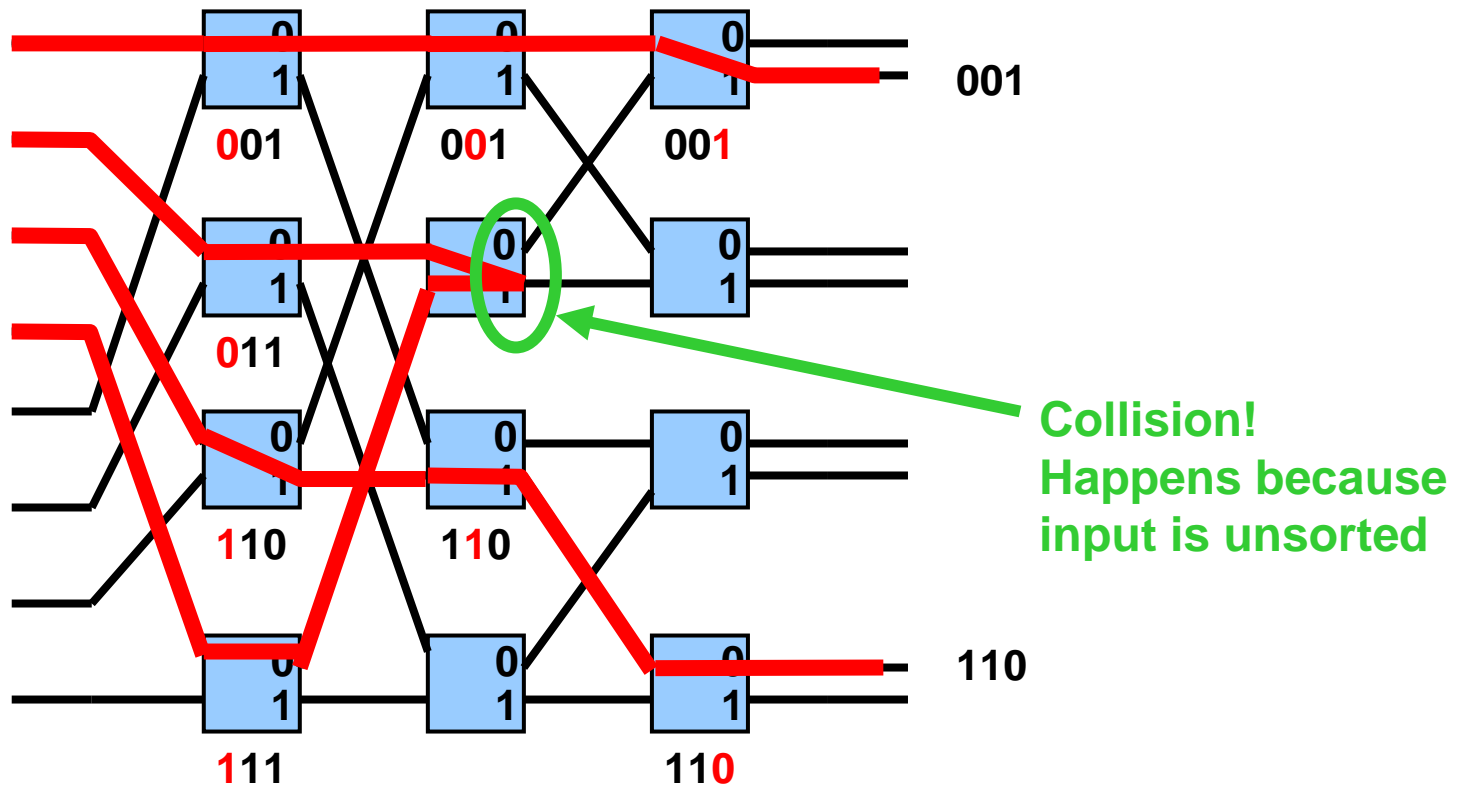 0 0 0
1 1 1 001
001 001 001
0 0 0
1 1 1
011
Collision!
Happens because
input is unsorted
0 0 0
1 1 1
110 110
0 0 0 110
1 1 1
111 110